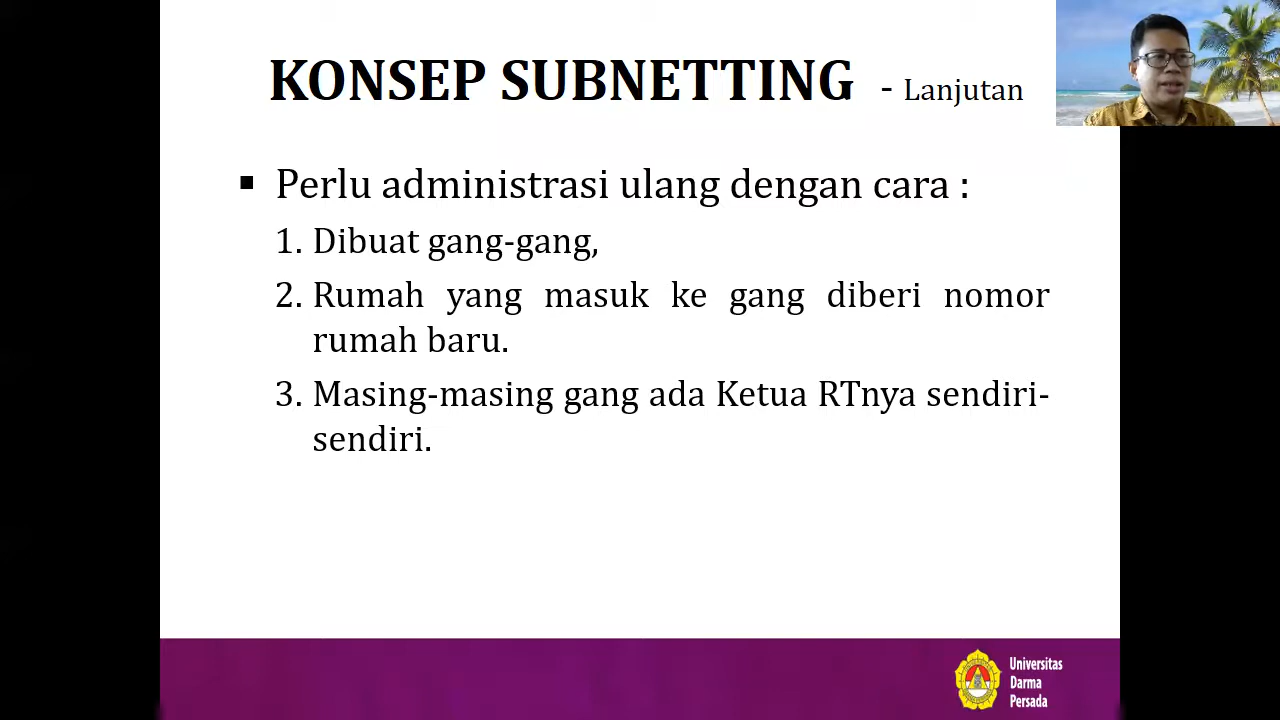 KONSEP SUBNETTING - Lanjutan
▪ Perlu administrasi ulang dengan cara :
1. Dibuat gang-gang,
2. Rumah yang masuk ke gang diberi nomor
rumah baru.
3. Masing-masing gang ada Ketua RTnya sendiri-
sendiri.
Universitas
Darma
Persada